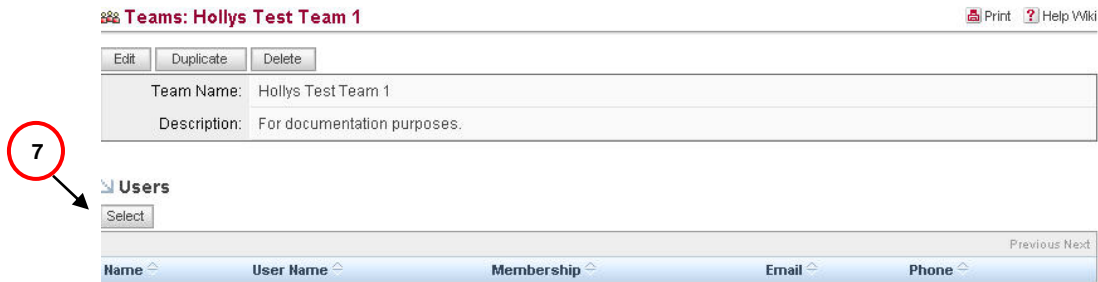 Teams: Hollys Test Team 1 Print ? Help Wiki
Edit Duplicate Delete
Team Name: Hollys Test Team 1
Description: For documentation purposes.
7
Users
Select
Previous Next
Name User Name Membership Email Phone